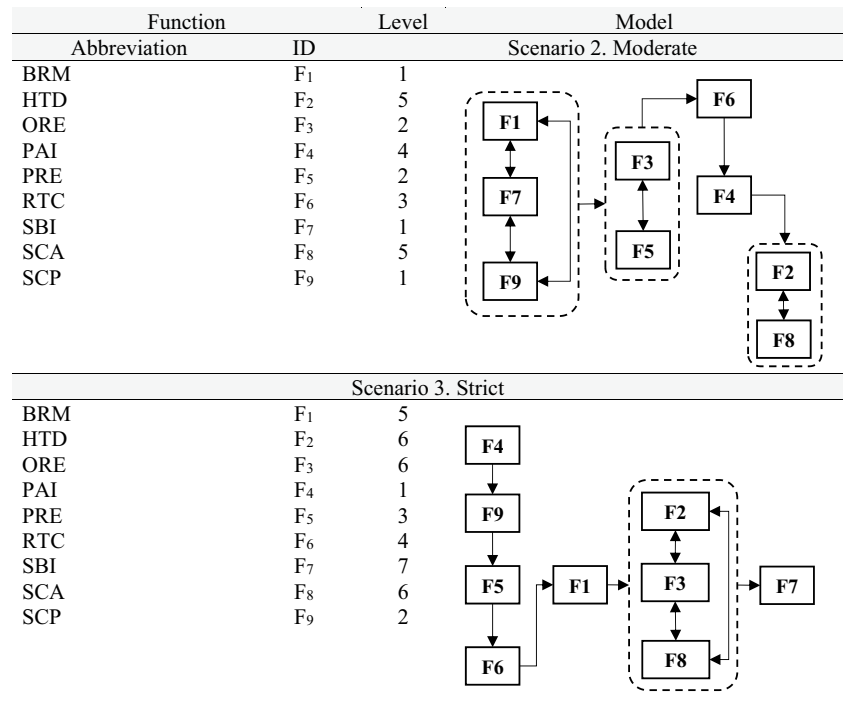 Function Level Model
Abbreviation ID Scenario 2. Moderate
BRM F₁ 1
HTD F₂ 5
ORE F₃ 2
PAI F₄ 4
PRE F₅ 2
RTC F₆ 3
SBI F₇ 1
SCA F₈ 5
SCP F₉ 1
F1
F7
F9
F3
F5
F6
F4
F2
F8
Scenario 3. Strict
BRM F₁ 5
HTD F₂ 6
ORE F₃ 6
PAI F₄ 1
PRE F₅ 3
RTC F₆ 4
SBI F₇ 7
SCA F₈ 6
SCP F₉ 2
F4
F9
F5
F6
F1
F2
F3
F8
F7